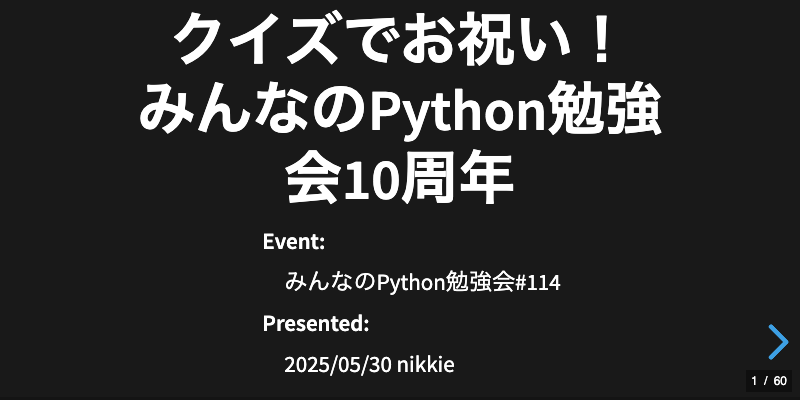 クイズでお祝い！
みんなのPython勉強
会10周年
Event:
みんなのPython勉強会#114
Presented:
2025/05/30 nikkie
1 / 60